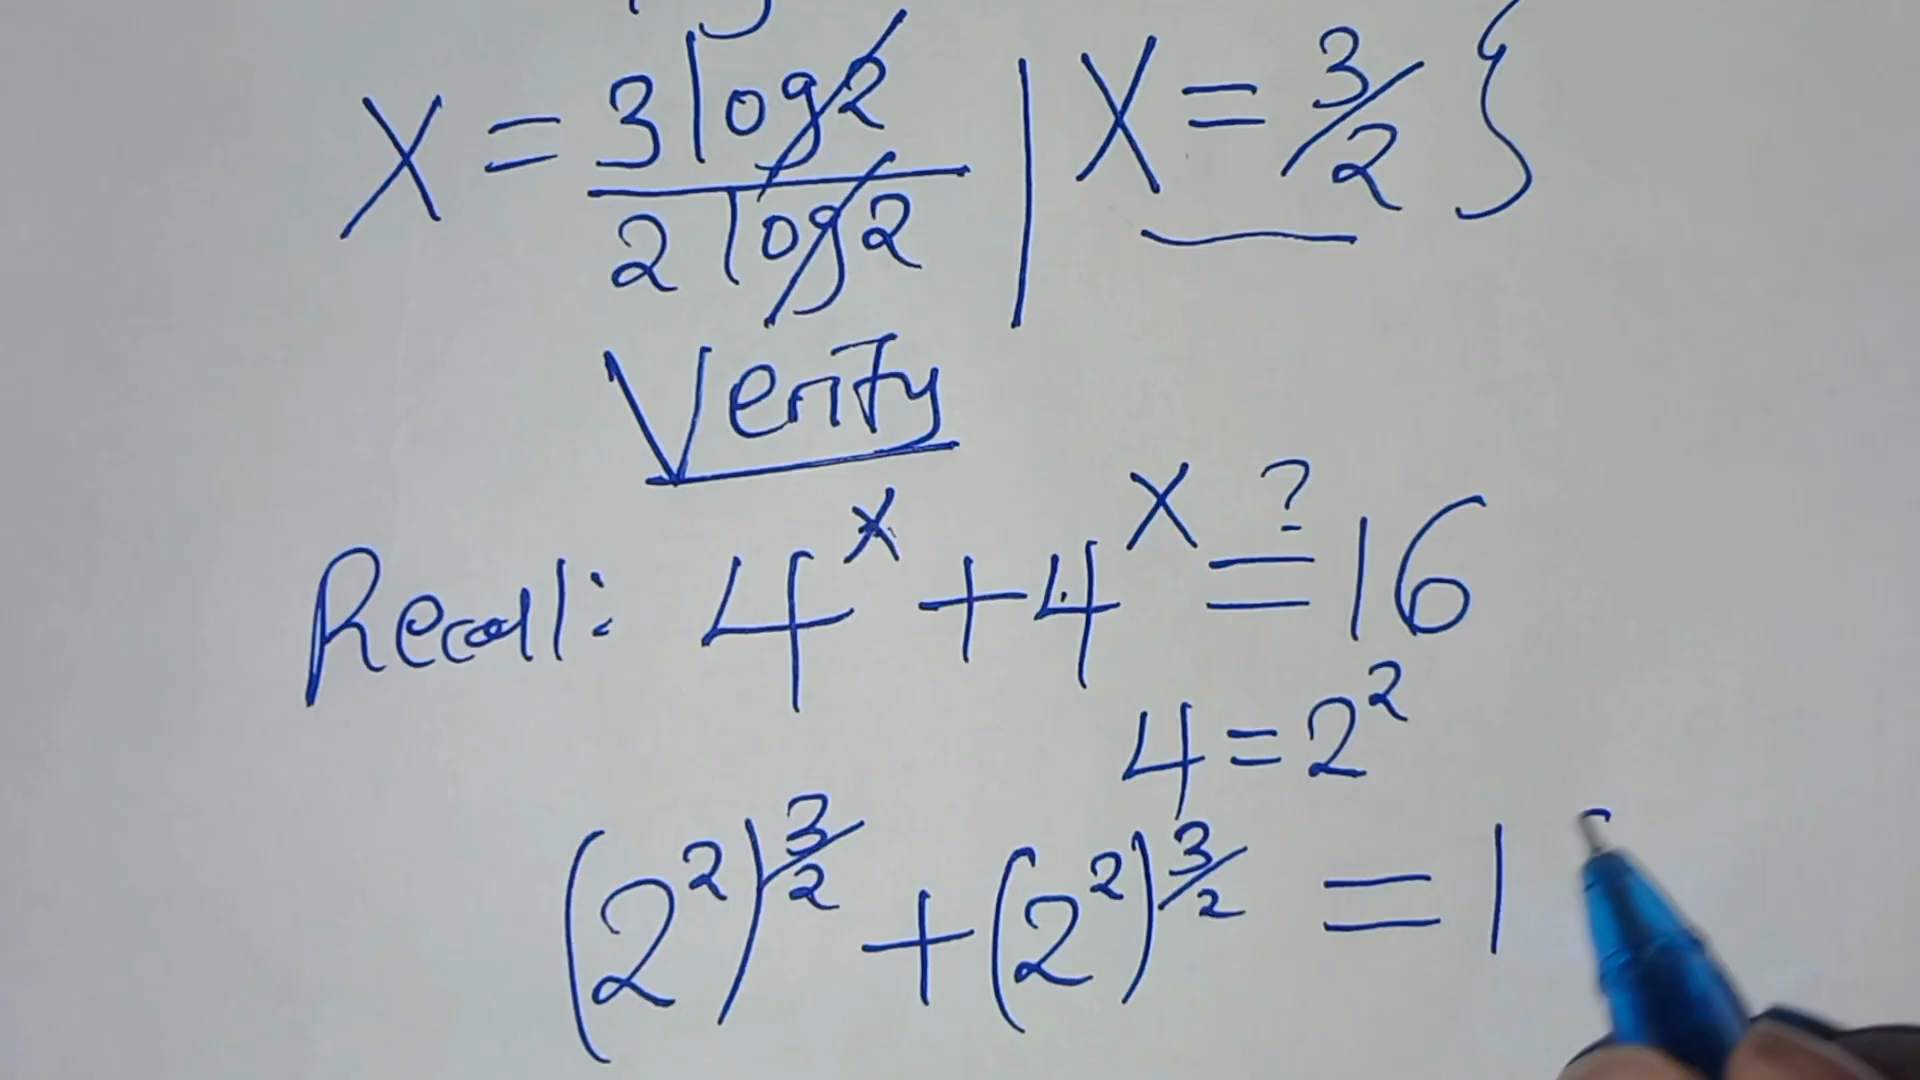 X = 3log2 / 2log2 | X = 3/2 }
Verify
Recall: 4^x + 4^x ?= 16
4 = 2^2
(2^2)^3/2 + (2^2)^3/2 = 1